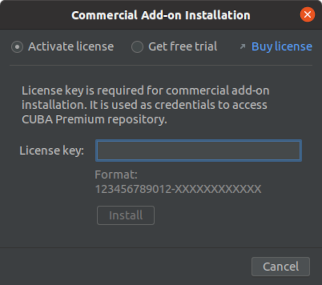 Commercial Add-on Installation
Activate license Get free trial Buy license
License key is required for commercial add-on
installation. It is used as credentials to access
CUBA Premium repository.
License key:
Format:
123456789012-XXXXXXXXXXXX
Install
Cancel